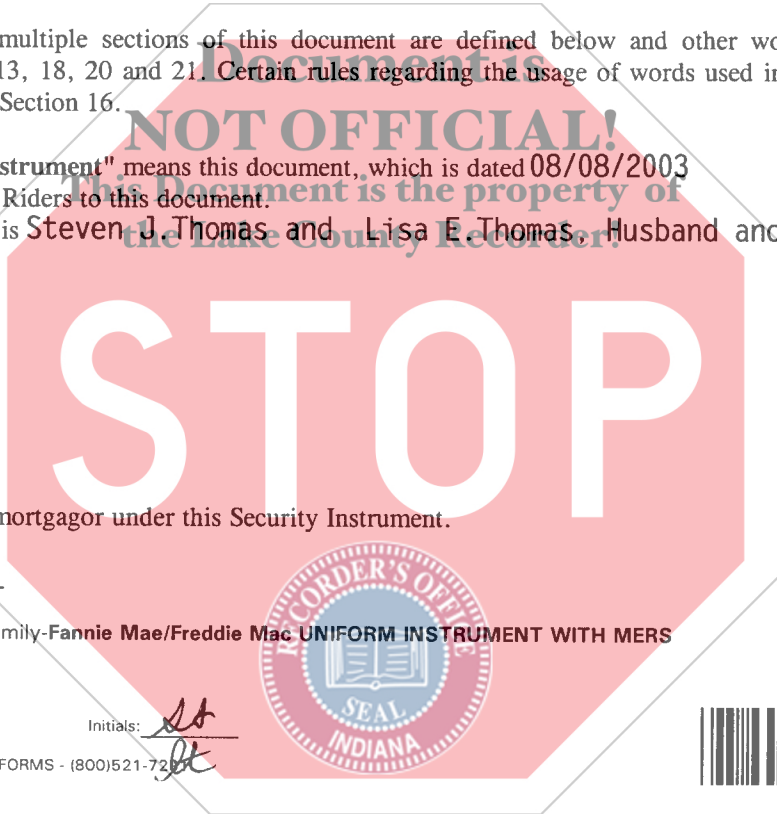 multiple sections of this document are defined below and other wo
13, 18, 20 and 21. Certain rules regarding the usage of words used in
Section 16.
Document is
NOT OFFICIAL!
This Document is the property of
the Lake County Recorder!
strument" means this document, which is dated 08/08/2003
Riders to this document.
is Steven J.Thomas and Lisa E.Thomas, Husband and
STOP
mortgagor under this Security Instrument.
mily-Fannie Mae/Freddie Mac UNIFORM INSTRUMENT WITH MERS
RECORDER'S OFFICE
SEAL
INDIANA
Initials:
FORMS - (800)521-72